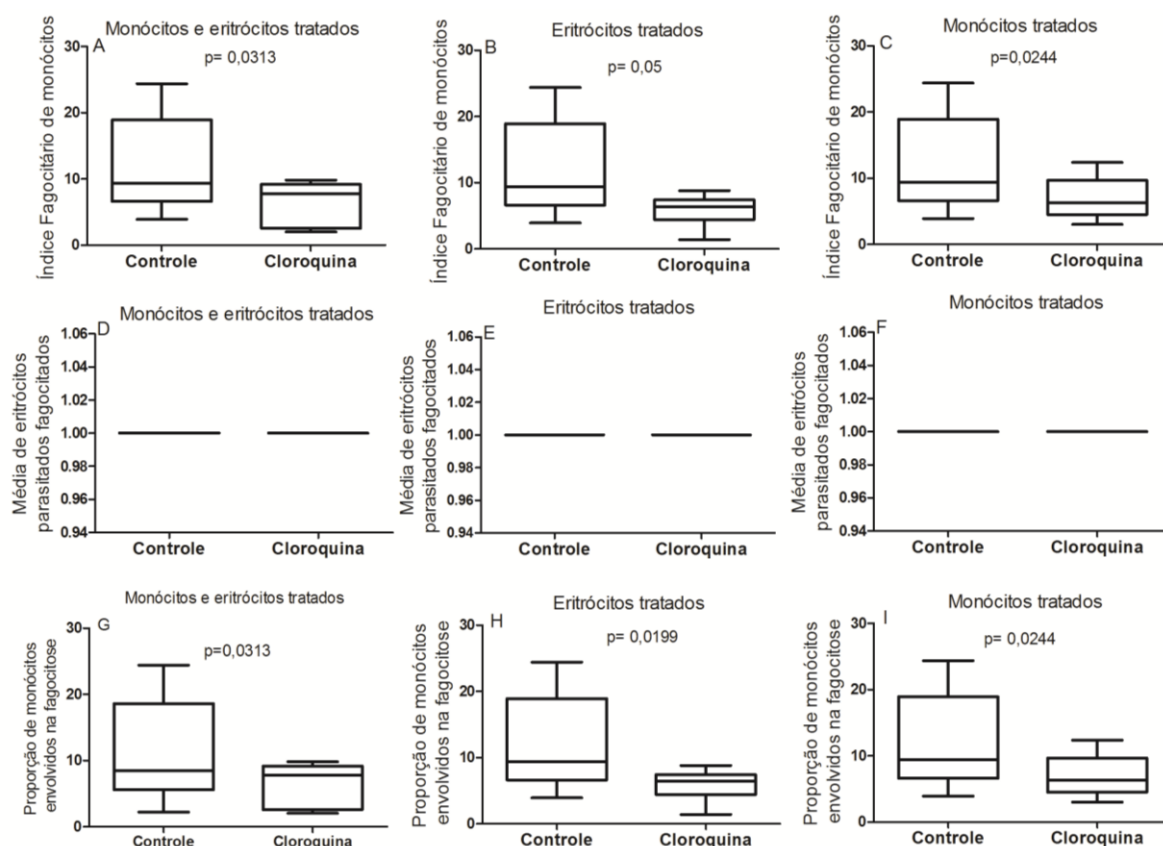 A
Monócitos e eritrócitos tratados
p= 0,0313
Índice Fagocitário de monócitos
30
20
10
0
Controle
Cloroquina
B
Eritrócitos tratados
p= 0,05
Índice Fagocitário de monócitos
30
20
10
0
Controle
Cloroquina
C
Monócitos tratados
p=0,0244
Índice Fagocitário de monócitos
30
20
10
0
Controle
Cloroquina
D
Monócitos e eritrócitos tratados
Média de eritrócitos
parasitados fagocitados
1.06
1.04
1.02
1.00
0.98
0.96
0.94
Controle
Cloroquina
E
Eritrócitos tratados
Média de eritrócitos
parasitados fagocitados
1.06
1.04
1.02
1.00
0.98
0.96
0.94
Controle
Cloroquina
F
Monócitos tratados
Média de eritrócitos
parasitados fagocitados
1.06
1.04
1.02
1.00
0.98
0.96
0.94
Controle
Cloroquina
G
Monócitos e eritrócitos tratados
p=0,0313
Proporção de monócitos
envolvidos na fagocitose
30
20
10
0
Controle
Cloroquina
H
Eritrócitos tratados
p= 0,0199
Proporção de monócitos
envolvidos na fagocitose
30
20
10
0
Controle
Cloroquina
I
Monócitos tratados
p= 0,0244
Proporção de monócitos
envolvidos na fagocitose
30
20
10
0
Controle
Cloroquina